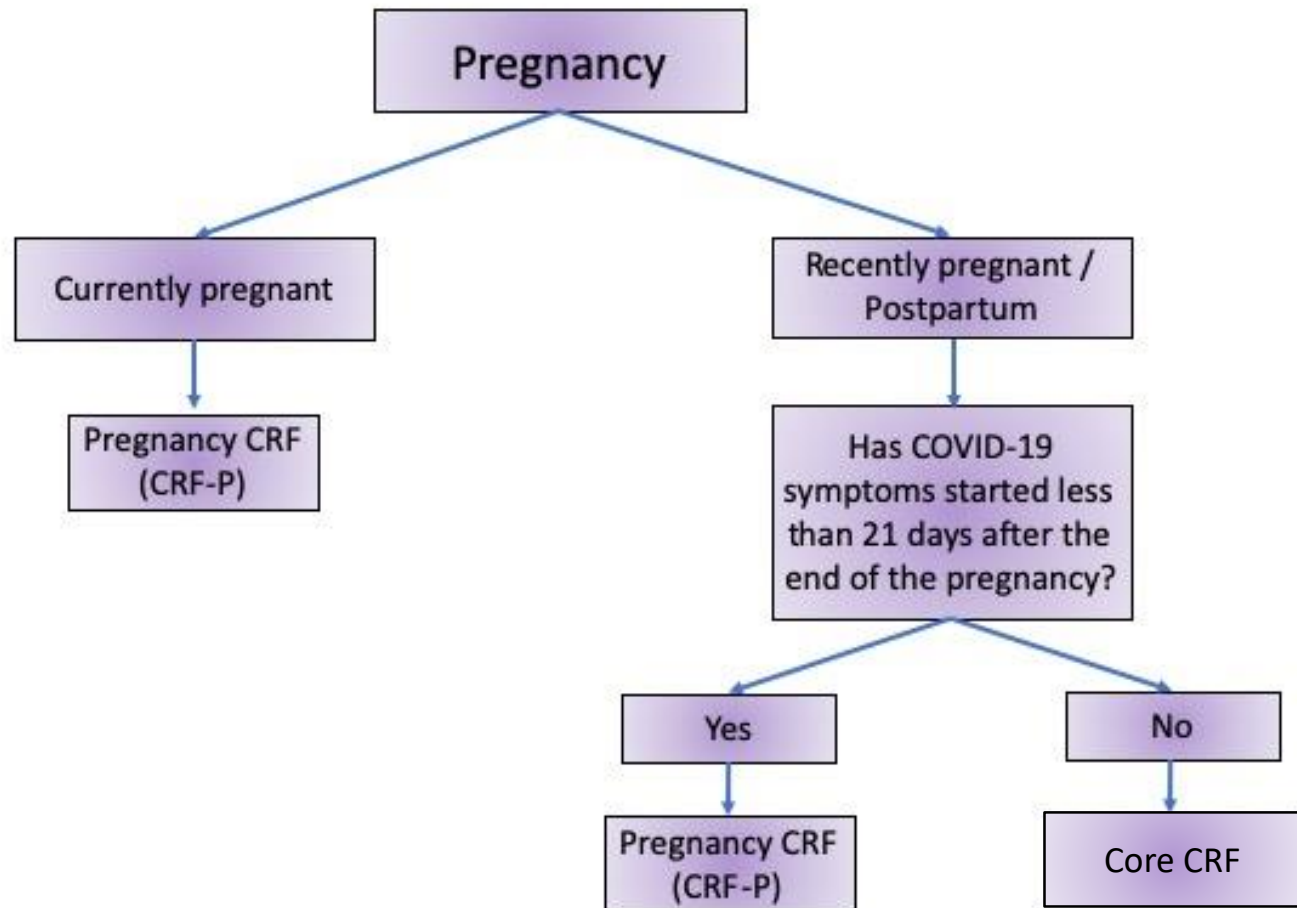 Pregnancy
Currently pregnant
Recently pregnant /
Postpartum
Pregnancy CRF
(CRF-P)
Has COVID-19
symptoms started less
than 21 days after the
end of the pregnancy?
Yes
No
Pregnancy CRF
(CRF-P)
Core CRF